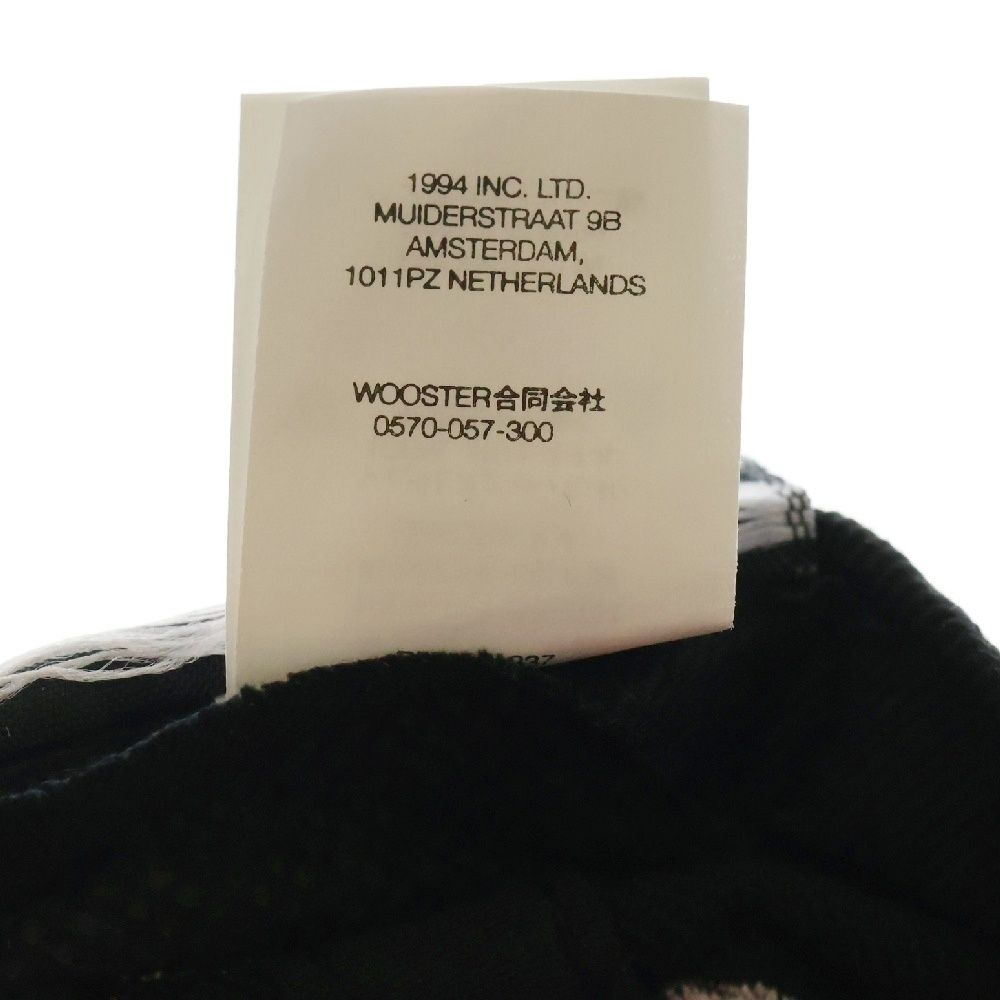 1994 INC. LTD.
MUIDERSTRAAT 9B
AMSTERDAM,
1011PZ NETHERLANDS
WOOSTER合同会社
0570-057-300